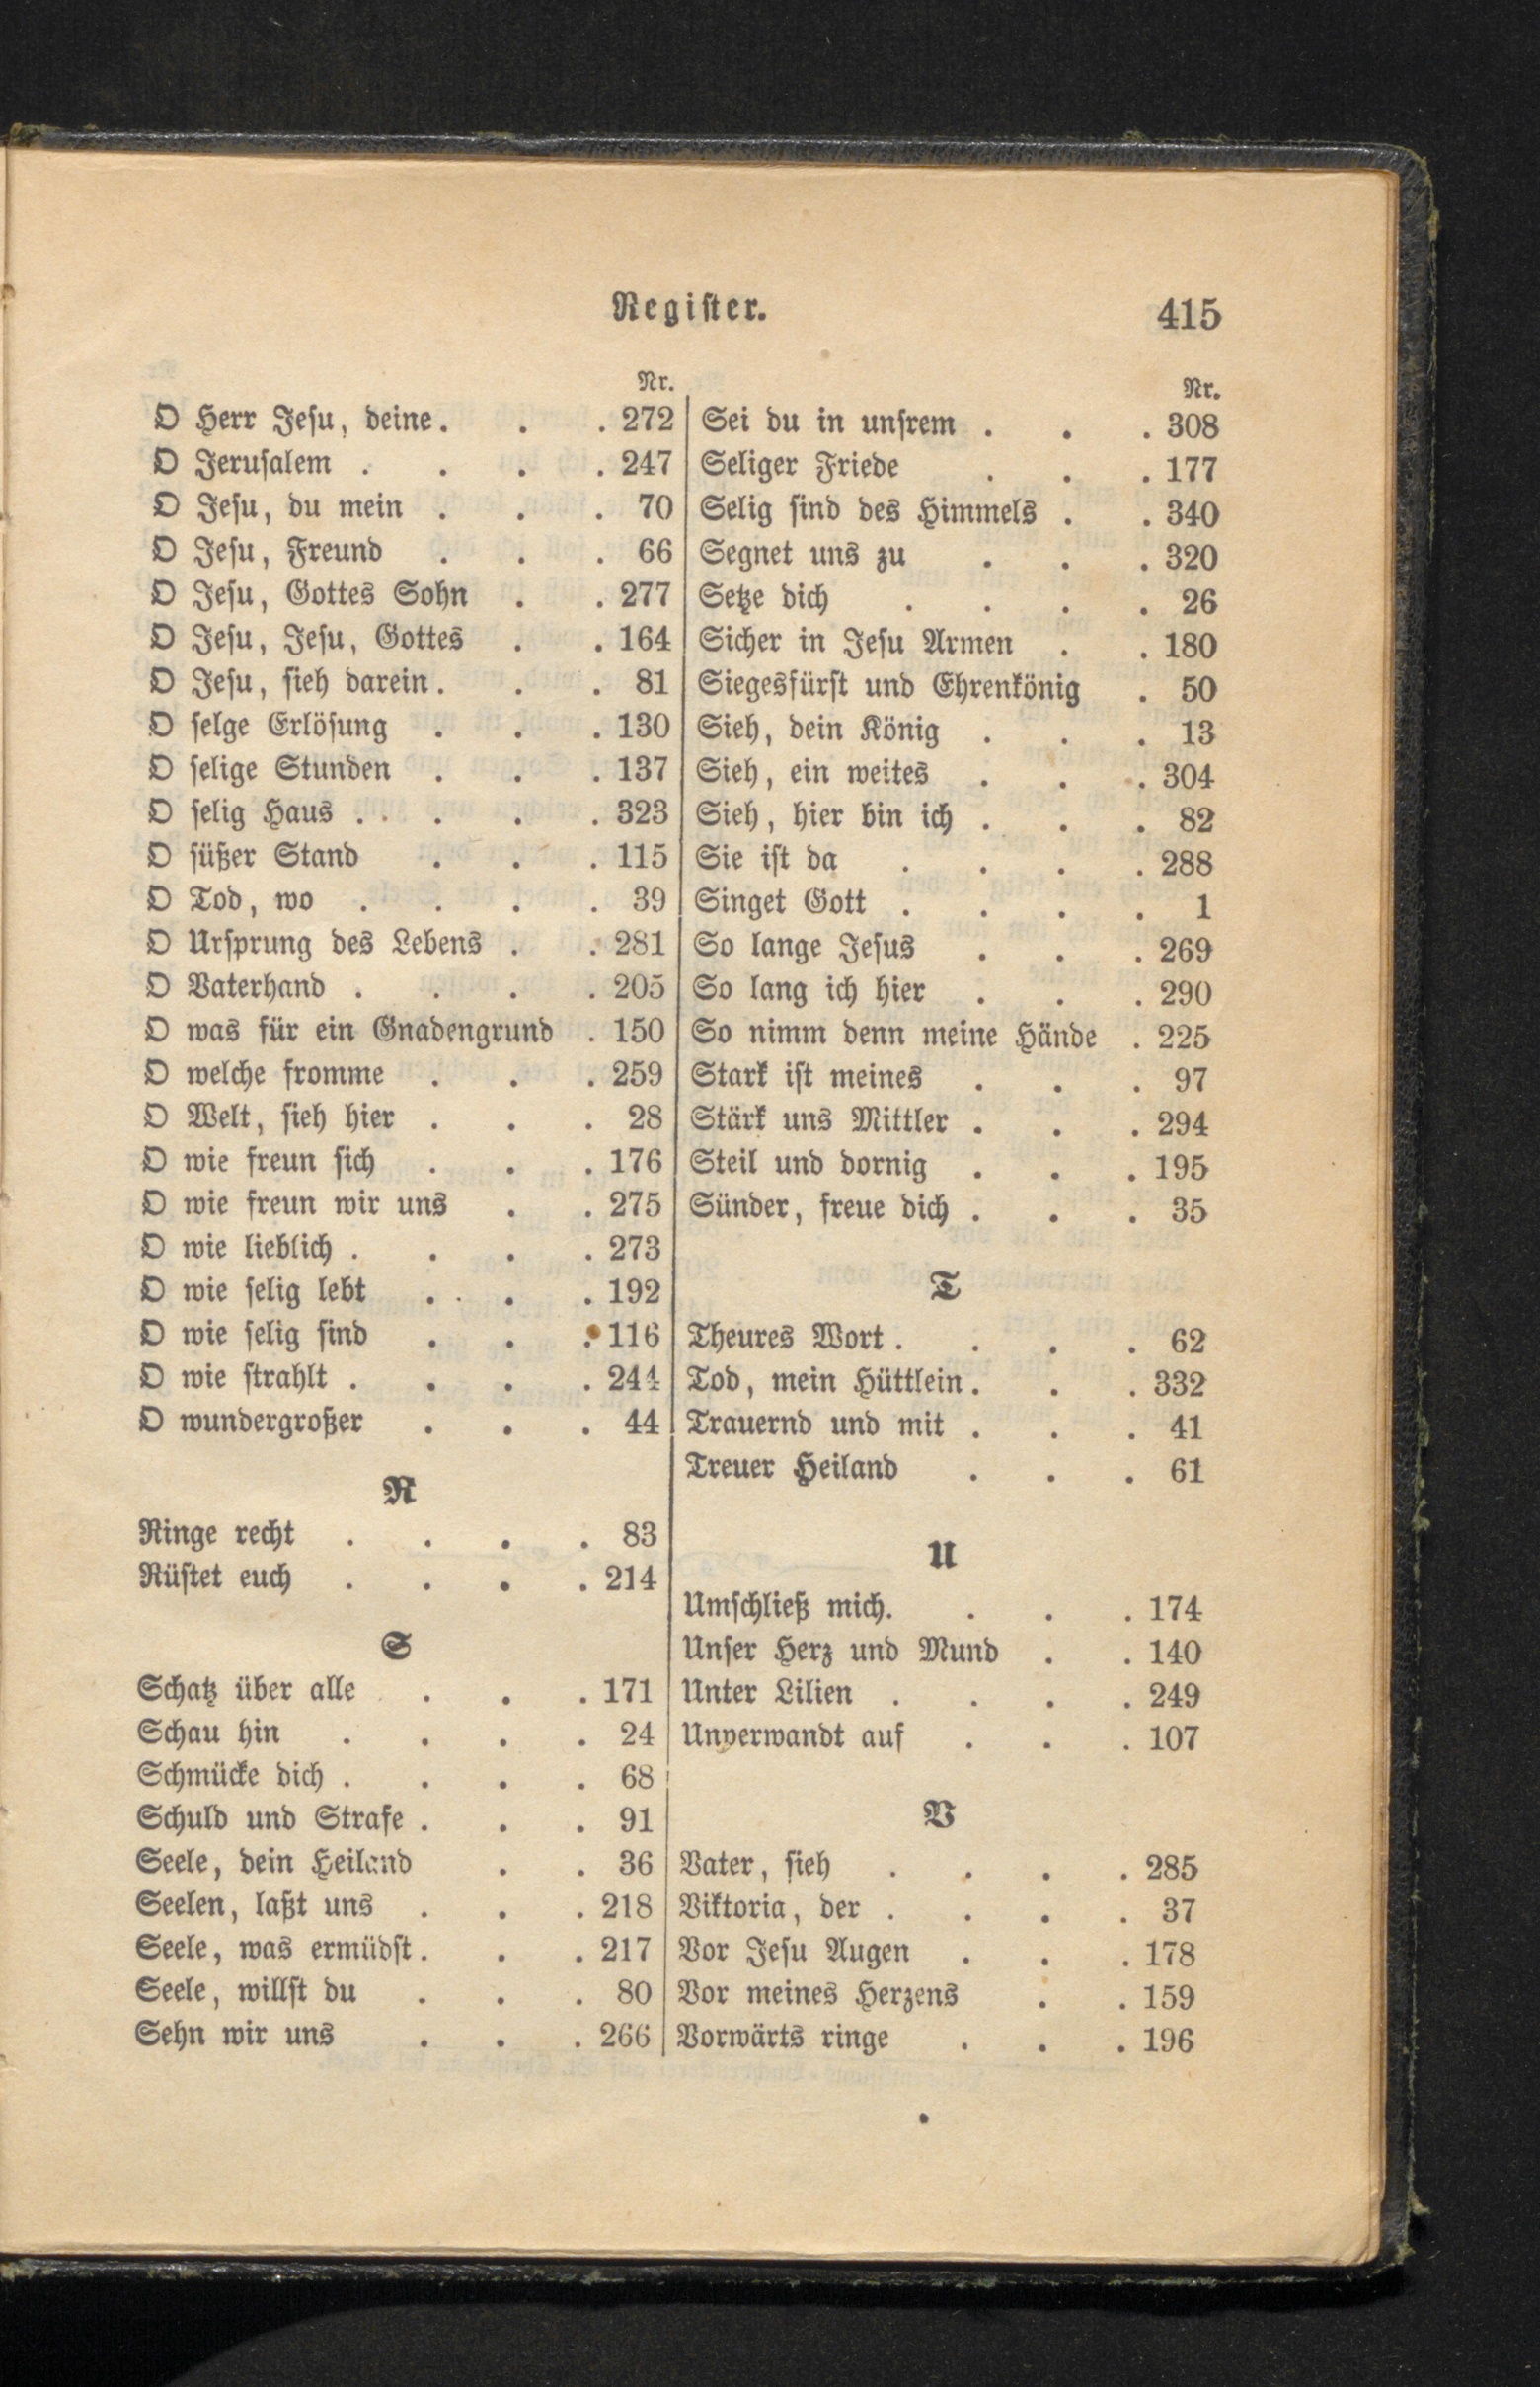 Register.
415
Nr.
O Herr Jesu, deine . . . 272
O Jerusalem . . . . 247
O Jesu, du mein . . . 70
O Jesu, Freund . . . 66
O Jesu, Gottes Sohn . . 277
O Jesu, Jesu, Gottes . . 164
O Jesu, sieh darein . . . 81
O selge Erlösung . . . 130
O selige Stunden . . . 137
O selig Haus . . . . 323
O süßer Stand . . . 115
O Tod, wo . . . . 39
O Ursprung des Lebens . . 281
O Vaterhand . . . . 205
O was für ein Gnadengrund . 150
O welche fromme . . . 259
O Welt, sieh hier . . . 28
O wie freun sich . . . 176
O wie freun wir uns . . 275
O wie lieblich . . . . 273
O wie selig lebt . . . 192
O wie selig sind . . . 116
O wie strahlt . . . . 244
O wundergroßer . . . 44
R
Ringe recht . . . . 83
Rüstet euch . . . . 214
S
Schatz über alle . . . 171
Schau hin . . . . 24
Schmücke dich . . . . 68
Schuld und Strafe . . . 91
Seele, dein Heiland . . 36
Seelen, laßt uns . . . 218
Seele, was ermüdst . . . 217
Seele, willst du . . . 80
Sehn wir uns . . . 266
Nr.
Sei du in unsrem . . . 308
Seliger Friede . . . 177
Selig sind des Himmels . . 340
Segnet uns zu . . . 320
Setze dich . . . . 26
Sicher in Jesu Armen . . 180
Siegesfürst und Ehrenkönig . 50
Sieh, dein König . . . 13
Sieh, ein weites . . . 304
Sieh, hier bin ich . . . 82
Sie ist da . . . . 288
Singet Gott . . . . 1
So lange Jesus . . . 269
So lang ich hier . . . 290
So nimm denn meine Hände . 225
Stark ist meines . . . 97
Stärk uns Mittler . . . 294
Steil und dornig . . . 195
Sünder, freue dich . . . 35
T
Theures Wort . . . . 62
Tod, mein Hüttlein . . . 332
Trauernd und mit . . . 41
Treuer Heiland . . . 61
U
Umschließ mich. . . . 174
Unser Herz und Mund . . 140
Unter Lilien . . . . 249
Unverwandt auf . . . 107
V
Vater, sieh . . . . 285
Viktoria, der . . . . 37
Vor Jesu Augen . . . 178
Vor meines Herzens . . 159
Vorwärts ringe . . . 196